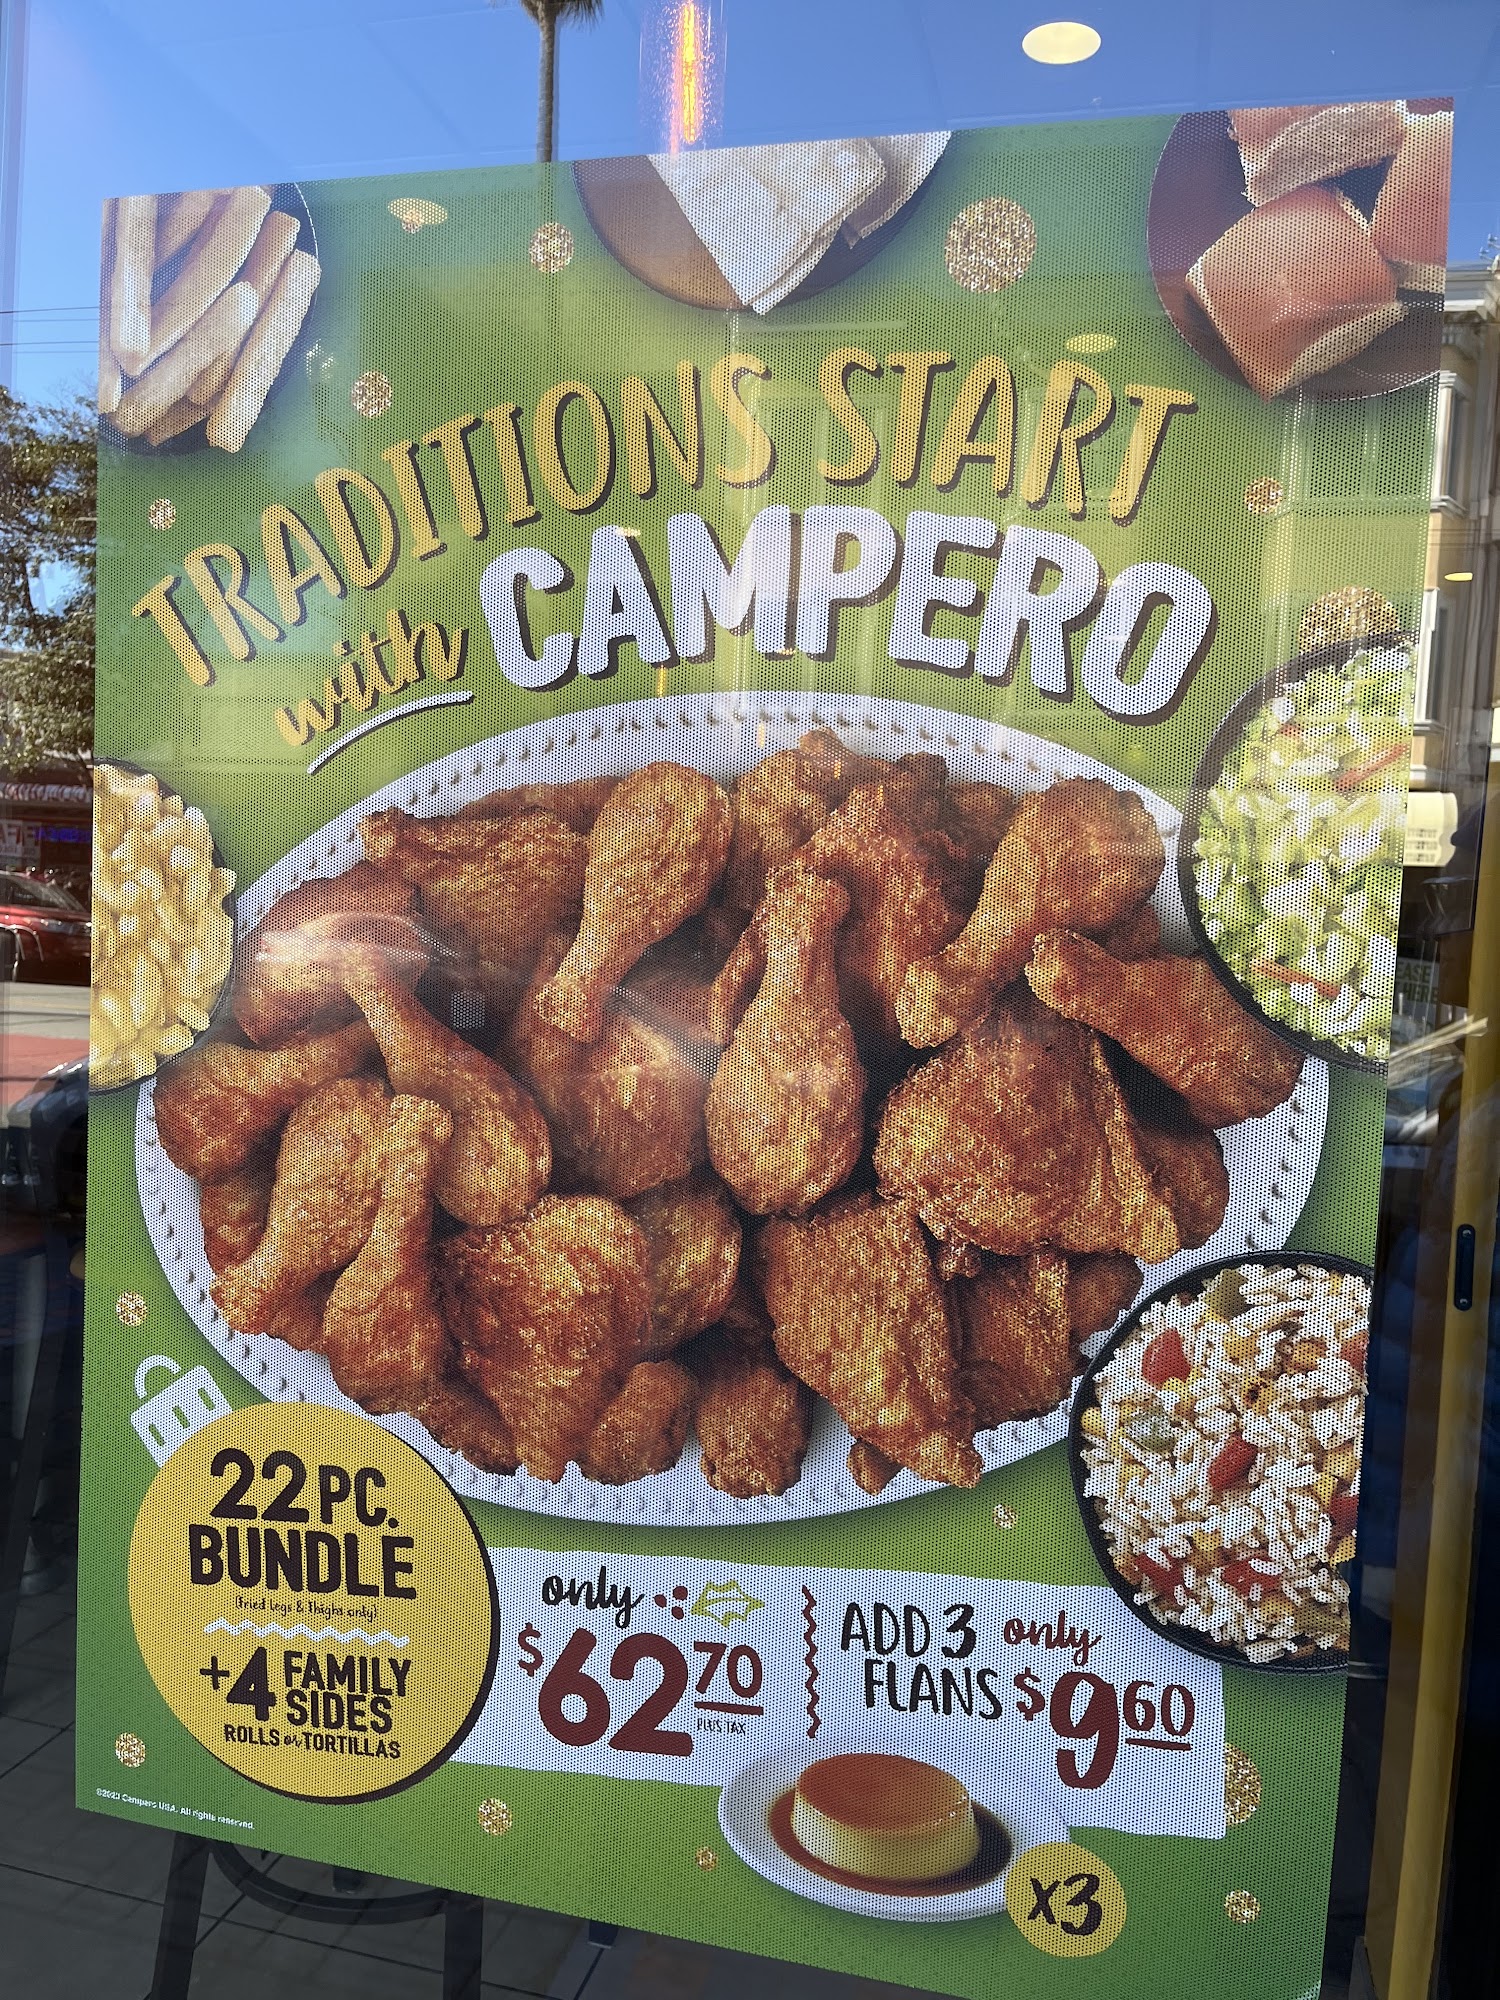 TRADITIONS START
with CAMPERO
22 PC.
BUNDLE
(Fried Legs & Thighs only)
+4 FAMILY
SIDES
ROLLS or TORTILLAS
only
$62 70
PLUS TAX
ADD 3
FLANS
only
$9 60
x3
©2023 Campero USA. All rights reserved.